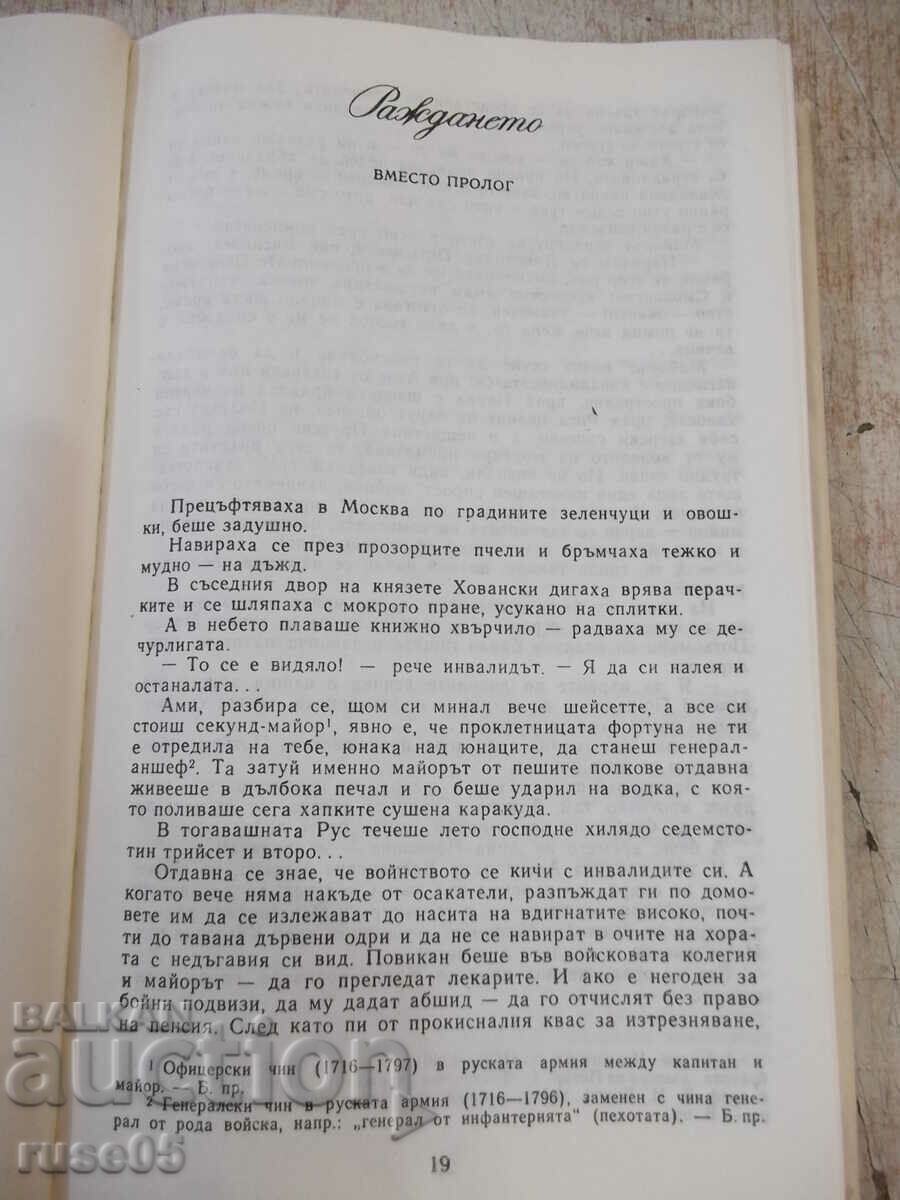 Раждането
ВМЕСТО ПРОЛОГ
Прецъфтяваха в Москва по градините зеленчуци и овош-
ки, беше задушно.
Навираха се през прозорците пчели и бръмчаха тежко и
мудно — на дъжд.
В съседния двор на князете Ховански дигаха врява перач-
ките и се шляпаха с мокрото пране, усукано на сплитки.
А в небето плаваше книжно хвърчило — радваха му се де-
чурлигата.
— То се е видяло! — рече инвалидът. — Я да си налея и
останалата...
Ами, разбира се, щом си минал вече шейсетте, а все си
стоиш секунд-майор¹, явно е, че проклетницата фортуна не ти
е отредила на тебе, юнака над юнаците, да станеш генерал-
аншеф². Та затуй именно майорът от пешите полкове отдавна
живееше в дълбока печал и го беше ударил на водка, с коя-
то поливаше сега хапките сушена каракуда.
В тогавашната Рус течеше лето господне хилядо седемсто-
тин трийсет и второ...
Отдавна се знае, че войнството се кичи с инвалидите си. А
когато вече няма накъде от осакатели, разпъждат ги по домо-
вете им да се излежават до насита на вдигнатите високо, поч-
ти до тавана дървени одри и да не се навират в очите на хора-
та с недъгавия си вид. Повикан беше във войсковата колегия
и майорът — да го прегледат лекарите. И ако е негоден за
бойни подвизи, да му дадат абшид — да го отчислят без право
на пенсия. След като пи от прокисналия квас за изтрезняване,
¹ Офицерски чин (1716—1797) в руската армия между капитан и
майор. — Б. пр.
² Генералски чин в руската армия (1716—1796), заменен с чина гене-
рал от рода войска, напр.: „генерал от инфантерията“ (пехотата). — Б. пр.
19
BALKAN
auction
ruse05